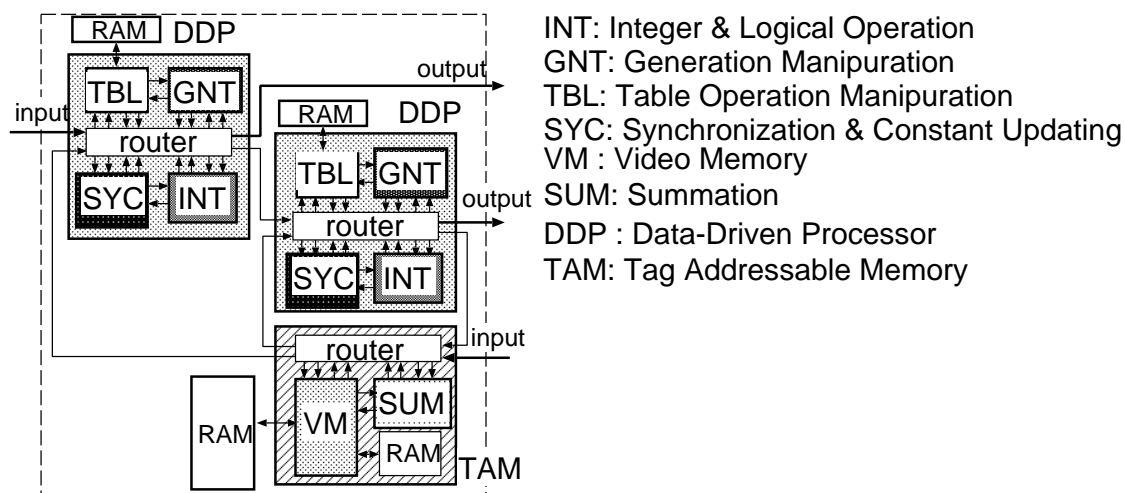 RAM DDP
TBL GNT
input
router
SYC INT
output
RAM DDP
TBL GNT
router
output
SYC INT
input
router
VM SUM
RAM
RAM
TAM
INT: Integer & Logical Operation
GNT: Generation Manipuration
TBL: Table Operation Manipuration
SYC: Synchronization & Constant Updating
VM : Video Memory
SUM: Summation
DDP : Data-Driven Processor
TAM: Tag Addressable Memory